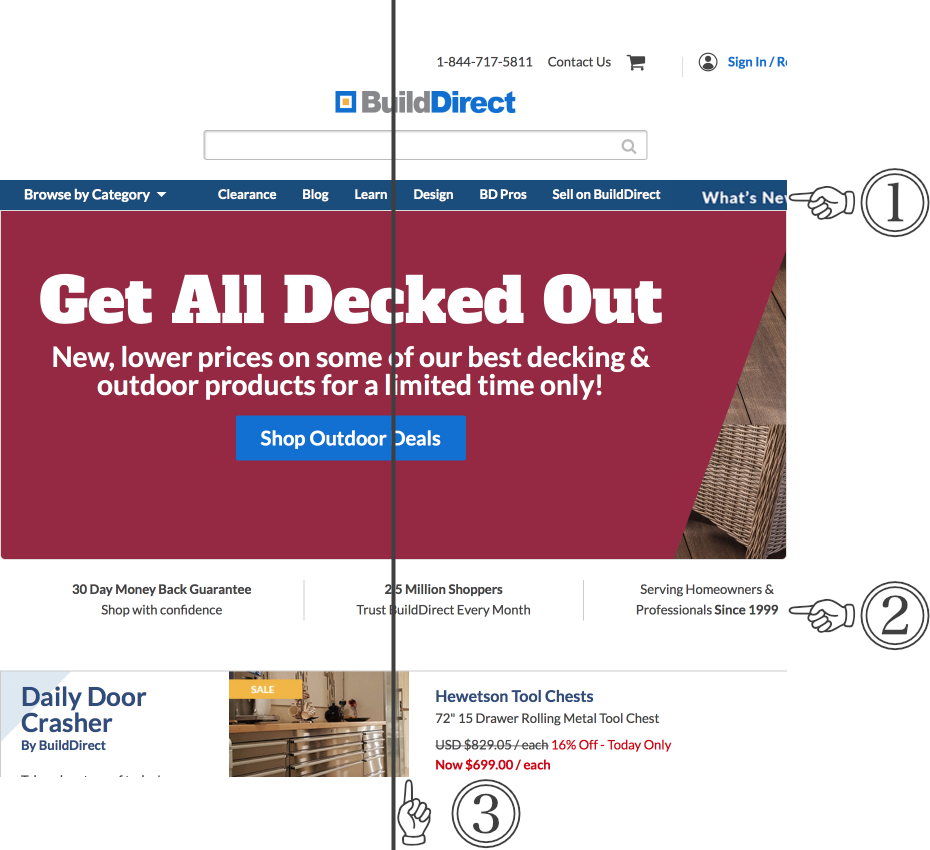 1-844-717-5811 Contact Us Sign In / Re
BuildDirect
Browse by Category Clearance Blog Learn Design BD Pros Sell on BuildDirect What's New
1
Get All Decked Out
New, lower prices on some of our best decking &
outdoor products for a limited time only!
Shop Outdoor Deals
30 Day Money Back Guarantee
Shop with confidence
2.5 Million Shoppers
Trust BuildDirect Every Month
Serving Homeowners &
Professionals Since 1999
2
Daily Door
Crasher
By BuildDirect
SALE
Hewetson Tool Chests
72" 15 Drawer Rolling Metal Tool Chest
USD $829.05 / each 16% Off - Today Only
Now $699.00 / each
3